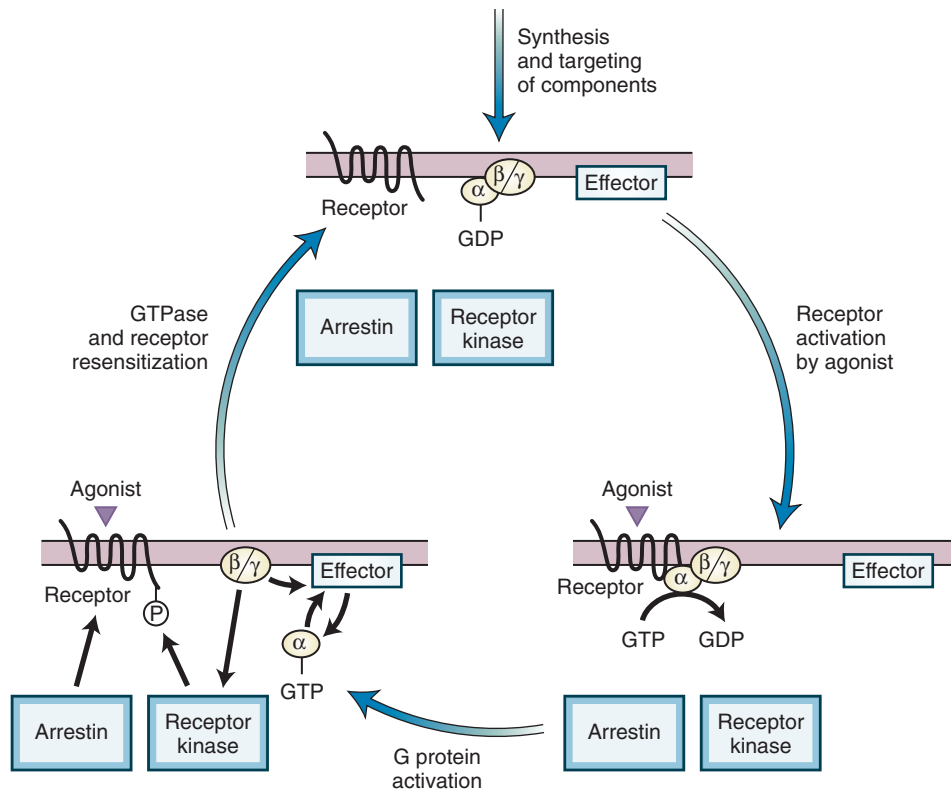 Synthesis
and targeting
of components
β/γ
α
Effector
Receptor
GDP
GTPase
and receptor
resensitization
Arrestin
Receptor
kinase
Receptor
activation
by agonist
Agonist
β/γ
Effector
Receptor
P
α
GTP
Arrestin
Receptor
kinase
G protein
activation
Agonist
β/γ
α
Effector
Receptor
GTP
GDP
Arrestin
Receptor
kinase